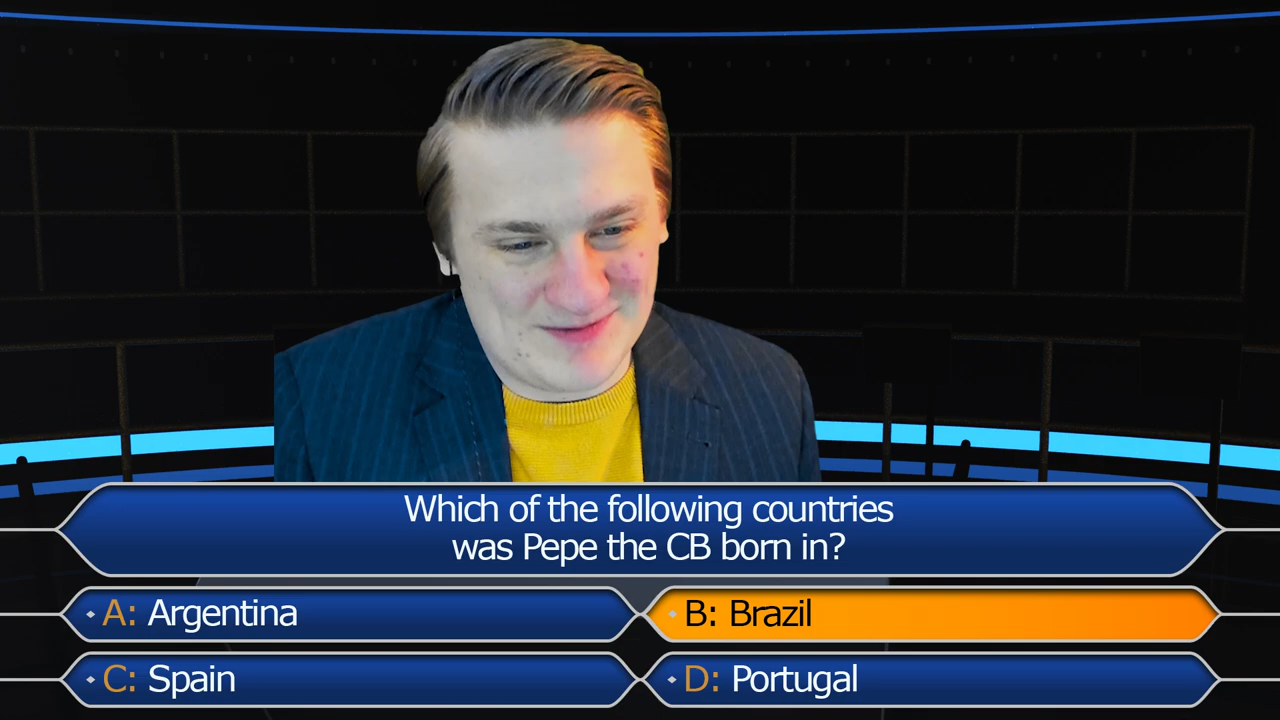 Which of the following countries
was Pepe the CB born in?
A: Argentina
B: Brazil
C: Spain
D: Portugal